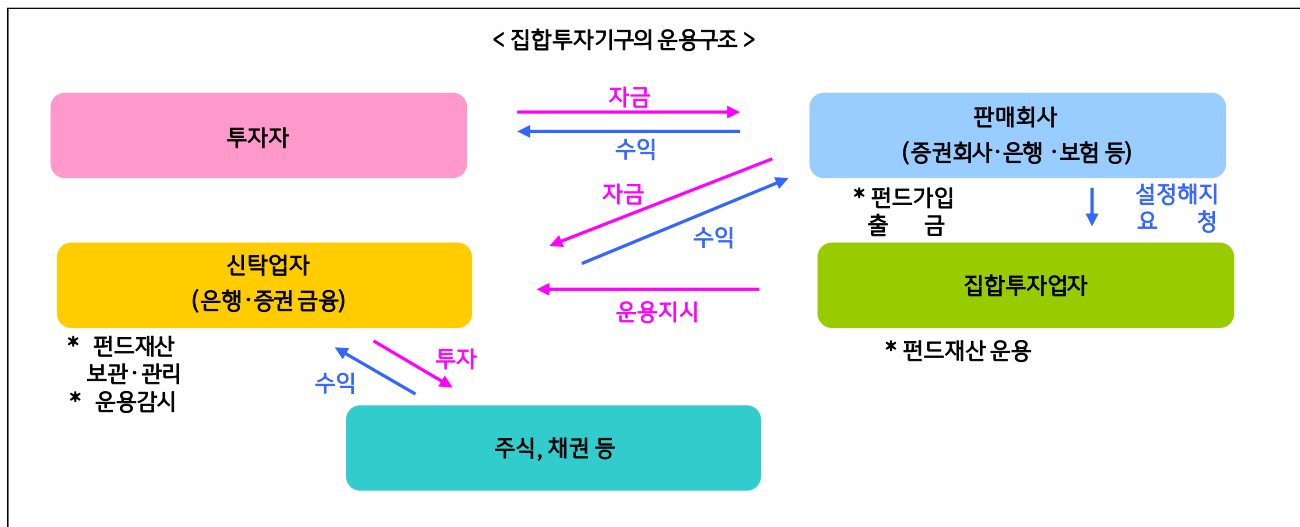 < 집합투자기구의 운용구조 >
자금
투자자
수익
판매회사
(증권회사·은행 ·보험 등)
자금
수익
* 펀드가입
출 금
설정해지
요 청
신탁업자
(은행·증권 금융)
운용지시
집합투자업자
* 펀드재산
보관·관리
* 운용감시
* 펀드재산 운용
투자
수익
주식, 채권 등